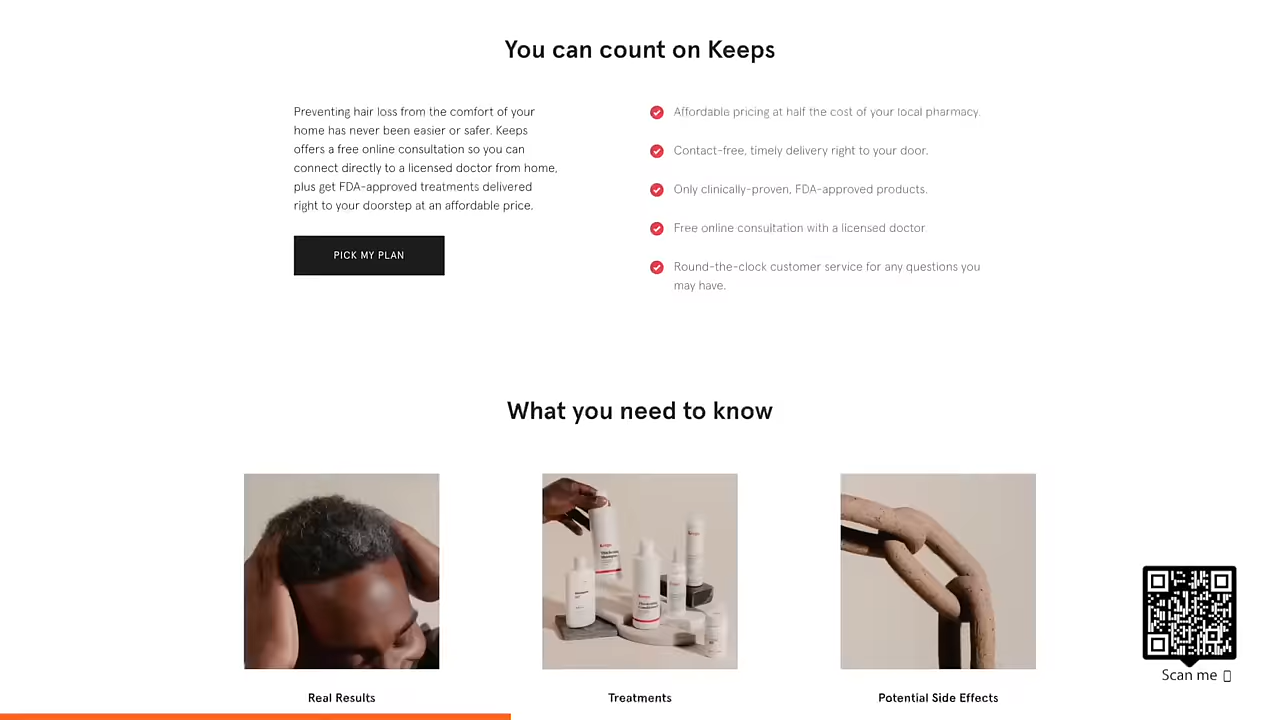 You can count on Keeps
Preventing hair loss from the comfort of your
home has never been easier or safer. Keeps
offers a free online consultation so you can
connect directly to a licensed doctor from home,
plus get FDA-approved treatments delivered
right to your doorstep at an affordable price.
PICK MY PLAN
Affordable pricing at half the cost of your local pharmacy.
Contact-free, timely delivery right to your door.
Only clinically-proven, FDA-approved products.
Free online consultation with a licensed doctor
Round-the-clock customer service for any questions you
may have.
What you need to know
Real Results
Treatments
Potential Side Effects
Scan me